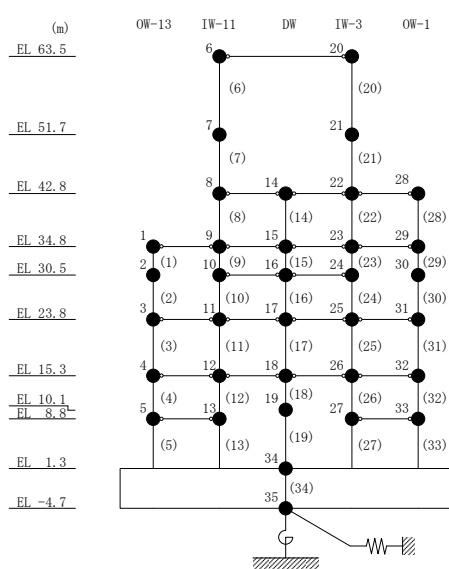 (m) OW-13 IW-11 DW IW-3 OW-1
EL 63.5 6 20
(6) (20)
EL 51.7 7 21
(7) (21)
EL 42.8 8 14 22 28
(8) (14) (22) (28)
EL 34.8 1 9 15 23 29
(1) (9) (15) (23) (29)
EL 30.5 2 10 16 24 30
(2) (10) (16) (24) (30)
EL 23.8 3 11 17 25 31
(3) (11) (17) (25) (31)
EL 15.3 4 12 18 26 32
(4) (12) (18) (26) (32)
EL 10.1 19
EL 8.8 5 13 27 33
(5) (13) (19) (27) (33)
EL 1.3 34
(34)
EL -4.7 35